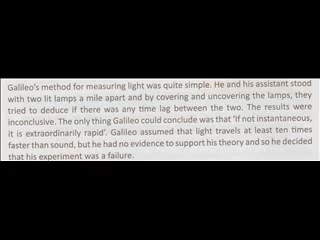 Galileo's method for measuring light was quite simple. He and his assistant stood
with two lit lamps a mile apart and by covering and uncovering the lamps, they
tried to deduce if there was any time lag between the two. The results were
inconclusive. The only thing Galileo could conclude was that 'If not instantaneous,
it is extraordinarily rapid'. Galileo assumed that light travels at least ten times
faster than sound, but he had no evidence to support his theory and so he decided
that his experiment was a failure.